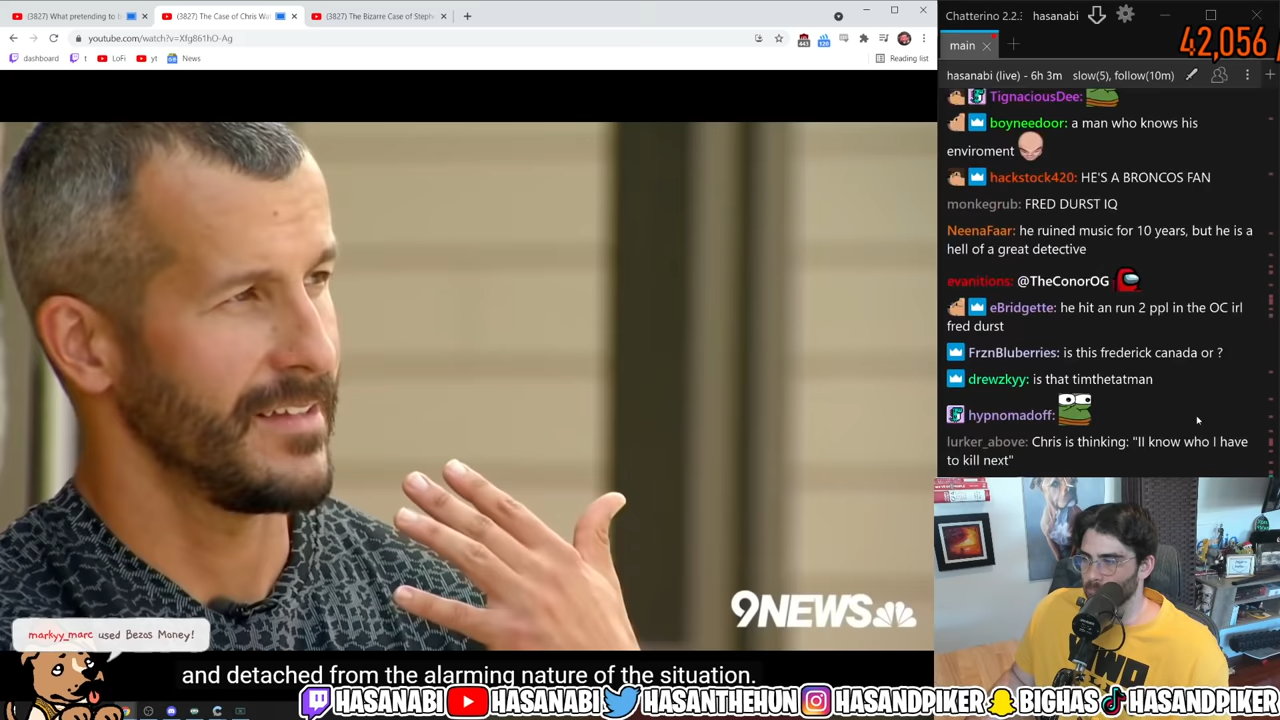 (3827) What pretending to b
(3827) The Case of Chris Wat
(3827) The Bizarre Case of Steph
youtube.com/watch?v=Xfg861hO-Ag
443
120
dashboard
t
LoFi
yt
News
Reading list
9NEWS
markyy_marc used Bezos Money!
and detached from the alarming nature of the situation.
Chatterino 2.2.
hasanabi
main
42,056
hasanabi (live) - 6h 3m
slow(5), follow(10m)
TignaciousDee:
boyneedoor: a man who knows his
enviroment
hackstock420: HE'S A BRONCOS FAN
monkegrub: FRED DURST IQ
NeenaFaar: he ruined music for 10 years, but he is a
hell of a great detective
evanitions: @TheConorOG
eBridgette: he hit an run 2 ppl in the OC irl
fred durst
FrznBluberries: is this frederick canada or ?
drewzkyy: is that timthetatman
hypnomadoff:
lurker_above: Chris is thinking: "II know who I have
to kill next"
HASANABI
HASANABI
HASANTHEHUN
HASANDPIKER
BIGHAS
HASANDPIKER